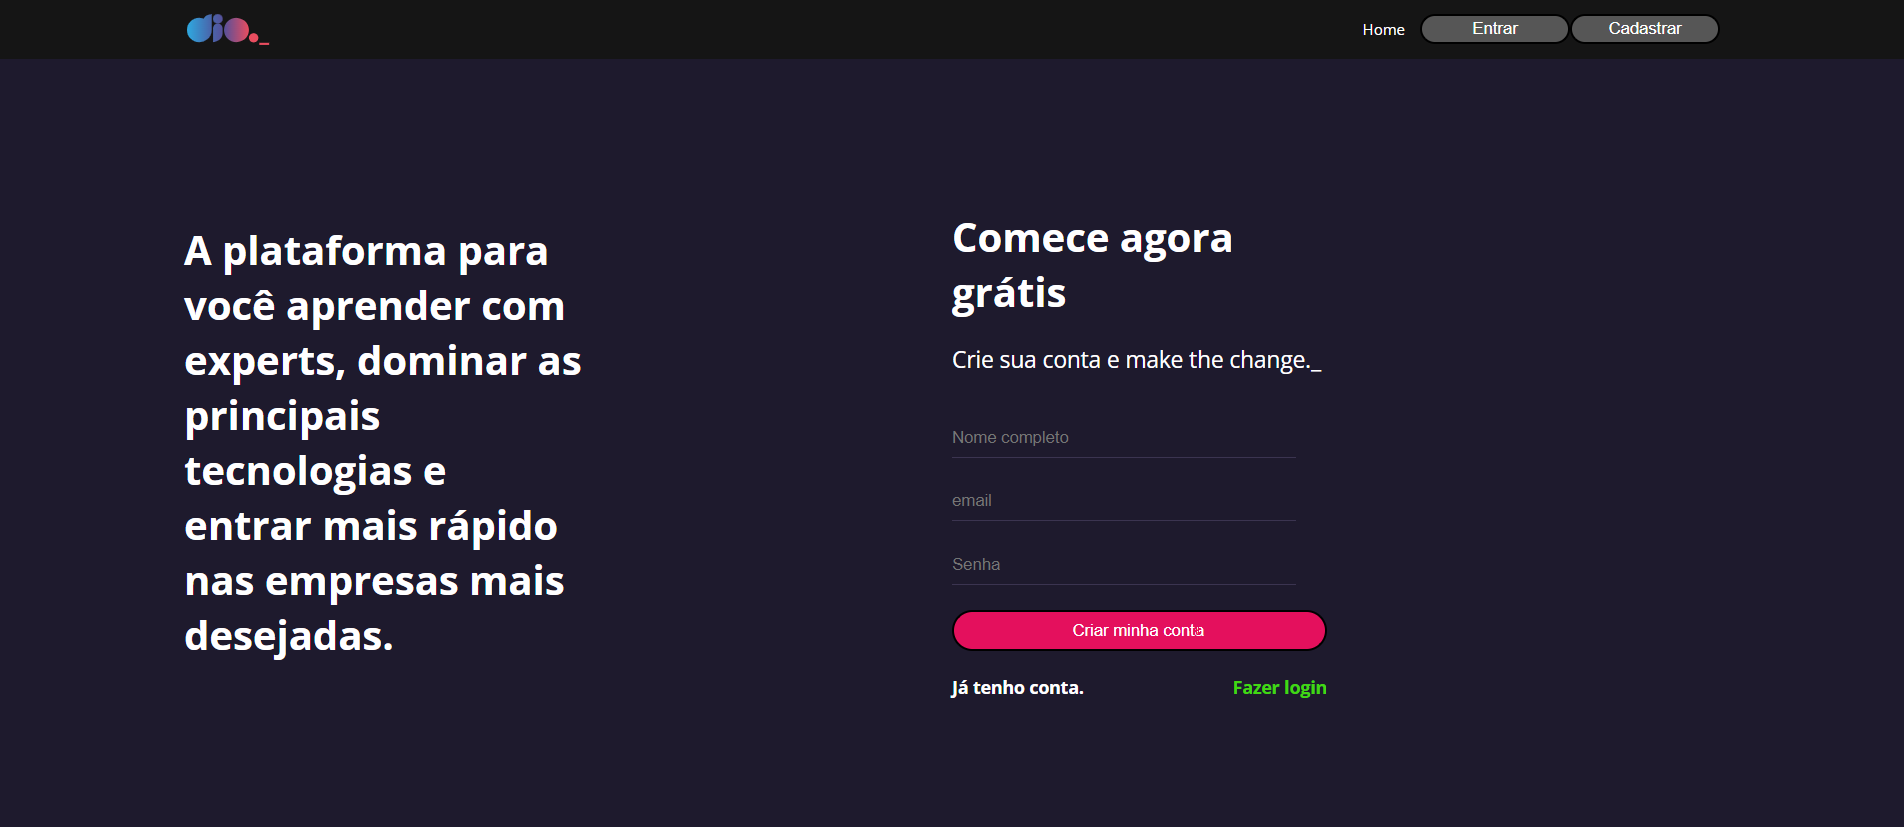 dio._
Home
Entrar
Cadastrar
A plataforma para
você aprender com
experts, dominar as
principais
tecnologias e
entrar mais rápido
nas empresas mais
desejadas.
Comece agora
grátis
Crie sua conta e make the change._
Nome completo
email
Senha
Criar minha conta
Já tenho conta.
Fazer login